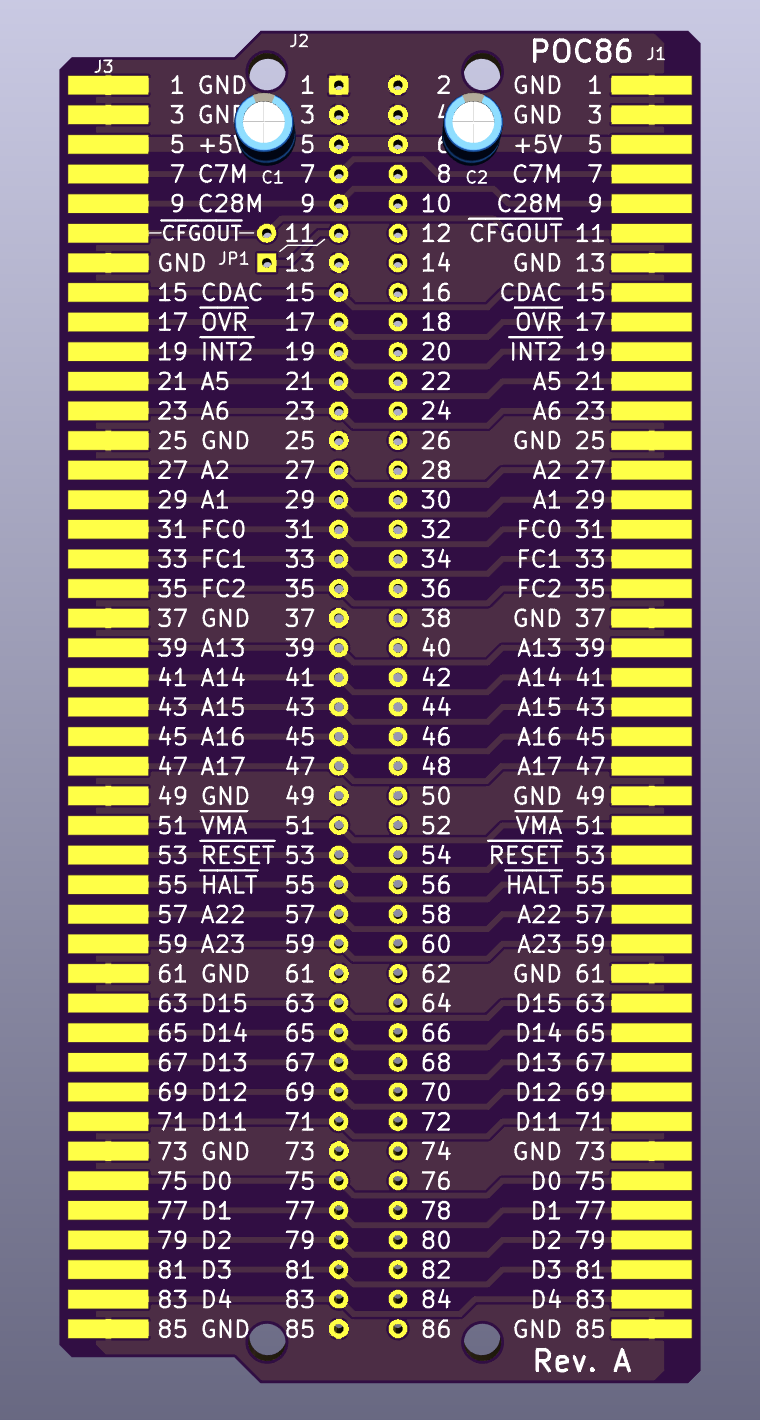 J2
POC86 J1
J3
1 GND 1 2 GND 1
3 GND 3 4 GND 3
5 +5V 5 6 +5V 5
7 C7M 7 8 C7M 7
C1 C2
9 C28M 9 10 C28M 9
CFGOUT 11 12 CFGOUT 11
GND JP1 13 14 GND 13
15 CDAC 15 16 CDAC 15
17 OVR 17 18 OVR 17
19 INT2 19 20 INT2 19
21 A5 21 22 A5 21
23 A6 23 24 A6 23
25 GND 25 26 GND 25
27 A2 27 28 A2 27
29 A1 29 30 A1 29
31 FC0 31 32 FC0 31
33 FC1 33 34 FC1 33
35 FC2 35 36 FC2 35
37 GND 37 38 GND 37
39 A13 39 40 A13 39
41 A14 41 42 A14 41
43 A15 43 44 A15 43
45 A16 45 46 A16 45
47 A17 47 48 A17 47
49 GND 49 50 GND 49
51 VMA 51 52 VMA 51
53 RESET 53 54 RESET 53
55 HALT 55 56 HALT 55
57 A22 57 58 A22 57
59 A23 59 60 A23 59
61 GND 61 62 GND 61
63 D15 63 64 D15 63
65 D14 65 66 D14 65
67 D13 67 68 D13 67
69 D12 69 70 D12 69
71 D11 71 72 D11 71
73 GND 73 74 GND 73
75 D0 75 76 D0 75
77 D1 77 78 D1 77
79 D2 79 80 D2 79
81 D3 81 82 D3 81
83 D4 83 84 D4 83
85 GND 85 86 GND 85
Rev. A